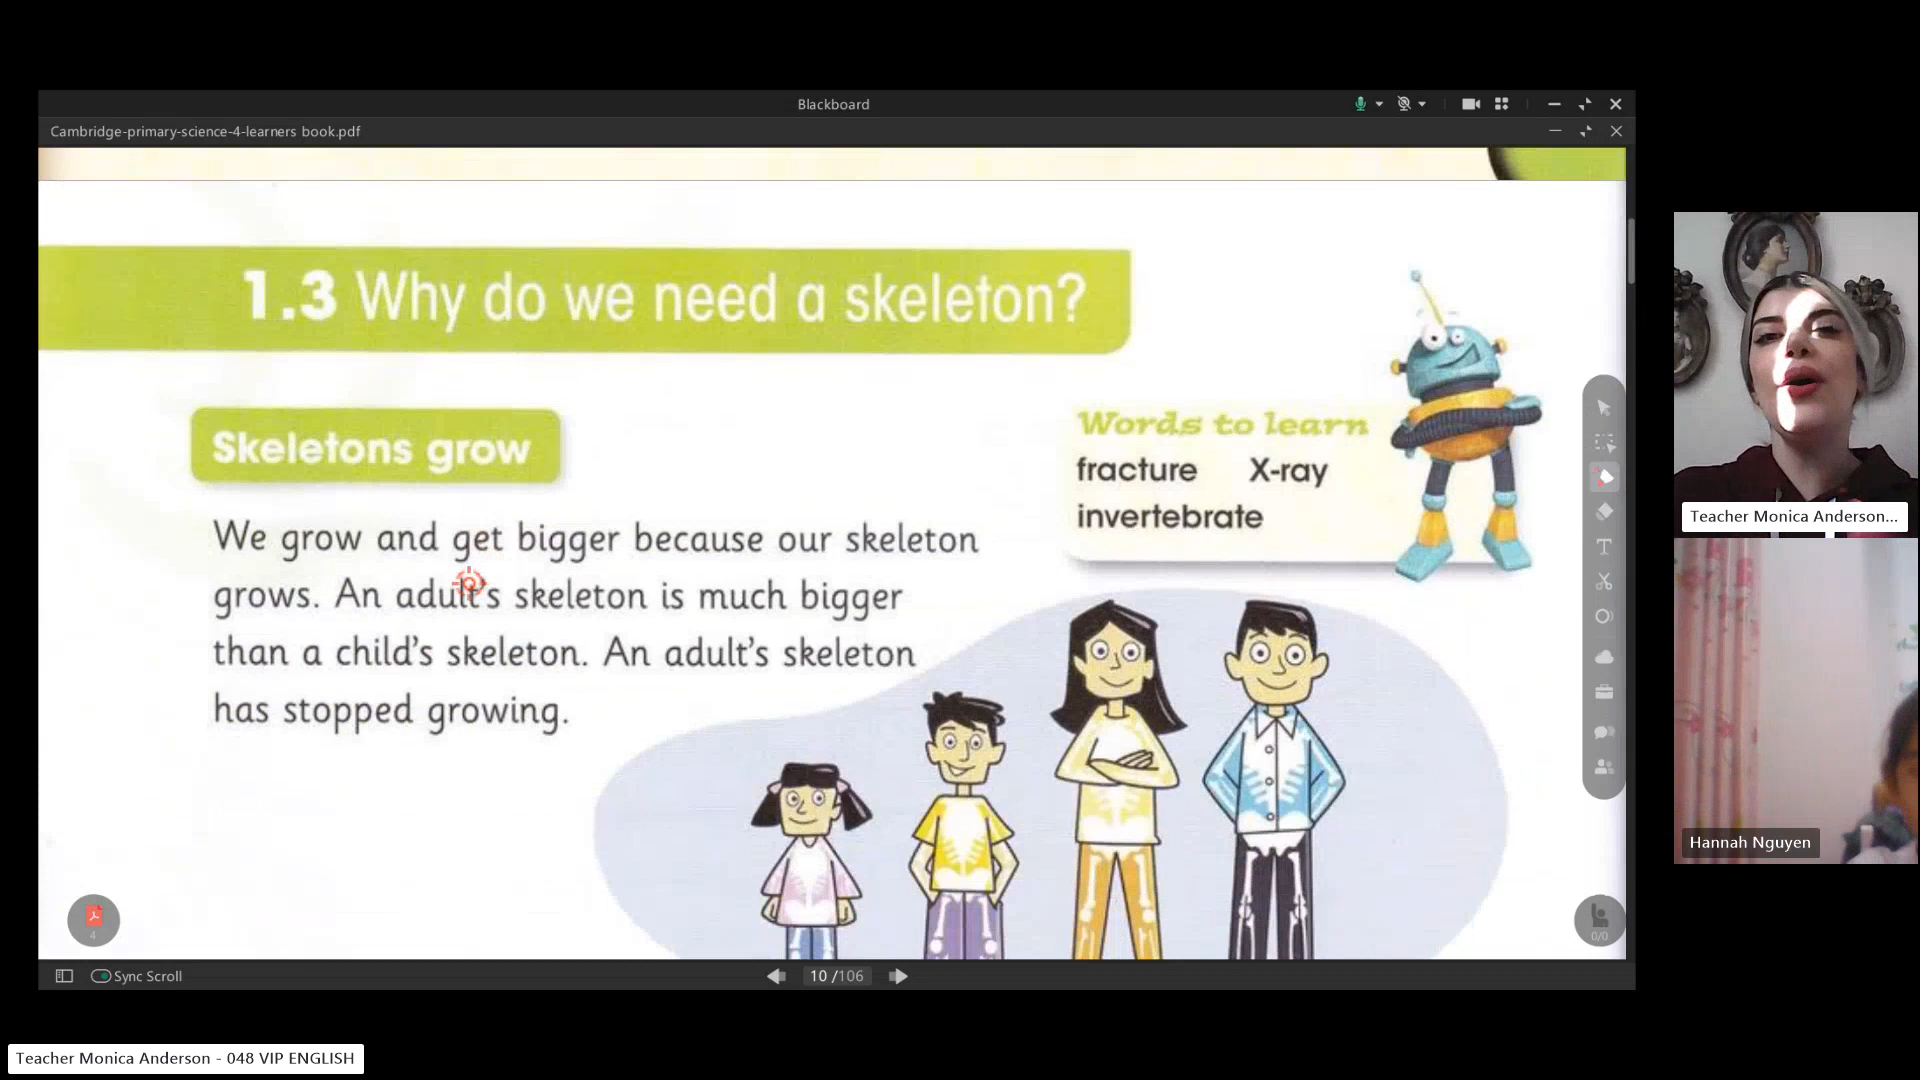 Blackboard
Cambridge-primary-science-4-learners book.pdf
1.3 Why do we need a skeleton?
Skeletons grow
We grow and get bigger because our skeleton
grows. An adult's skeleton is much bigger
than a child's skeleton. An adult's skeleton
has stopped growing.
Words to learn
fracture X-ray
invertebrate
Teacher Monica Anderson...
Hannah Nguyen
4
0/0
Sync Scroll
10 /106
Teacher Monica Anderson - 048 VIP ENGLISH